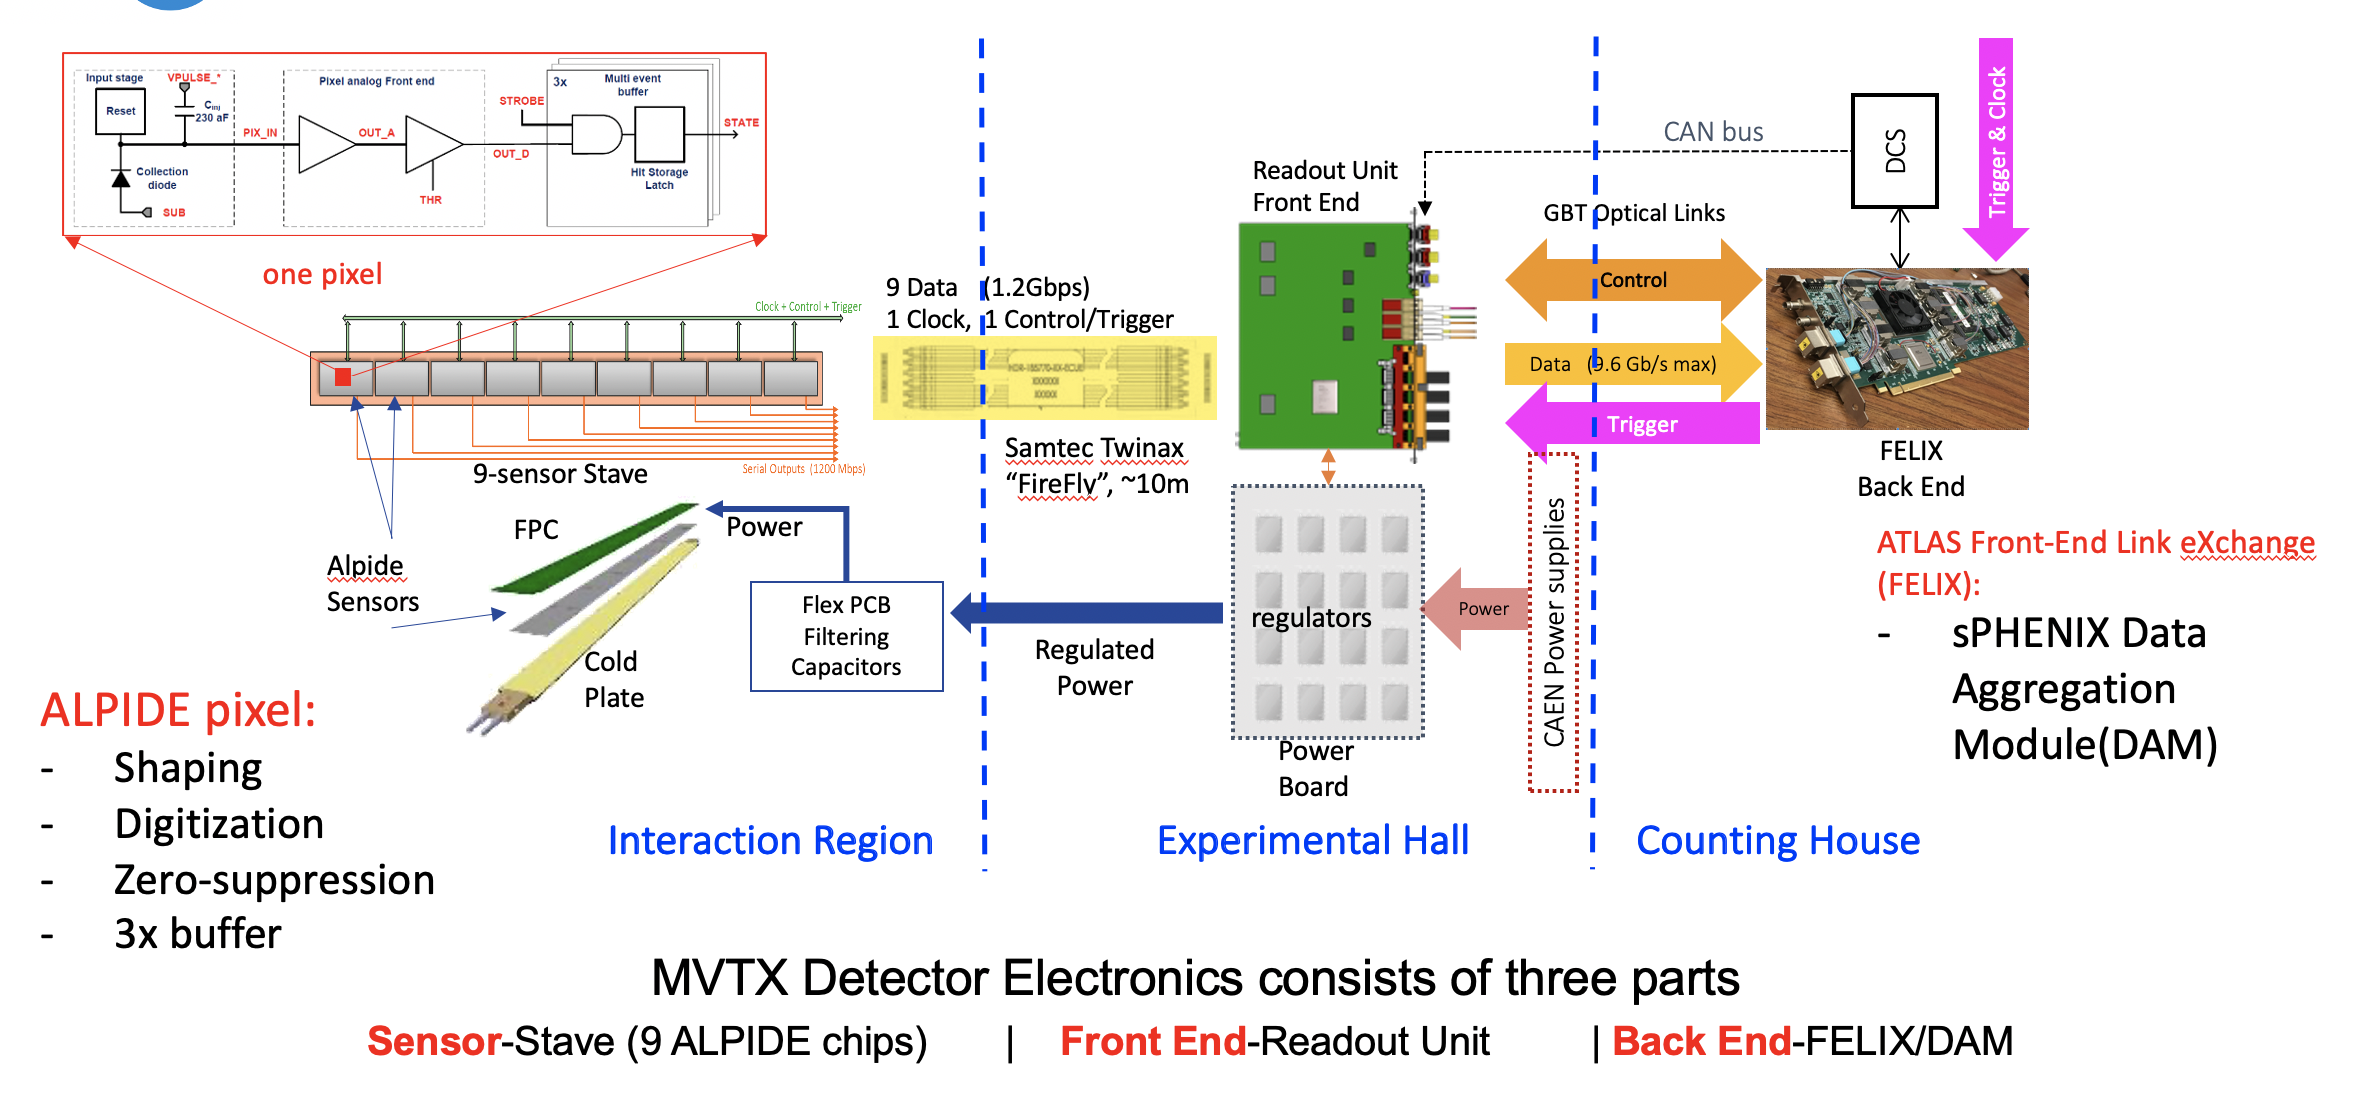 Input stage
VPULSE_*
Reset
Cinj
230 aF
PIX_IN
Collection
diode
SUB
Pixel analog Front end
OUT_A
THR
OUT_D
3x
Multi event
buffer
STROBE
STATE
Hit Storage
Latch
one pixel
Clock + Control + Trigger
Serial Outputs (1200 Mbps)
9-sensor Stave
Alpide
Sensors
FPC
Power
Cold
Plate
Flex PCB
Filtering
Capacitors
ALPIDE pixel:
- Shaping
- Digitization
- Zero-suppression
- 3x buffer
Interaction Region
9 Data (1.2Gbps)
1 Clock, 1 Control/Trigger
XXXXXX
XXXXX
Samtec Twinax
“FireFly”, ~10m
Regulated
Power
Readout Unit
Front End
regulators
Power
Board
Power
CAEN Power supplies
Experimental Hall
CAN bus
GBT Optical Links
Control
Data (9.6 Gb/s max)
Trigger
DCS
Trigger & Clock
FELIX
Back End
ATLAS Front-End Link eXchange
(FELIX):
- sPHENIX Data
Aggregation
Module(DAM)
Counting House
MVTX Detector Electronics consists of three parts
Sensor-Stave (9 ALPIDE chips) | Front End-Readout Unit | Back End-FELIX/DAM